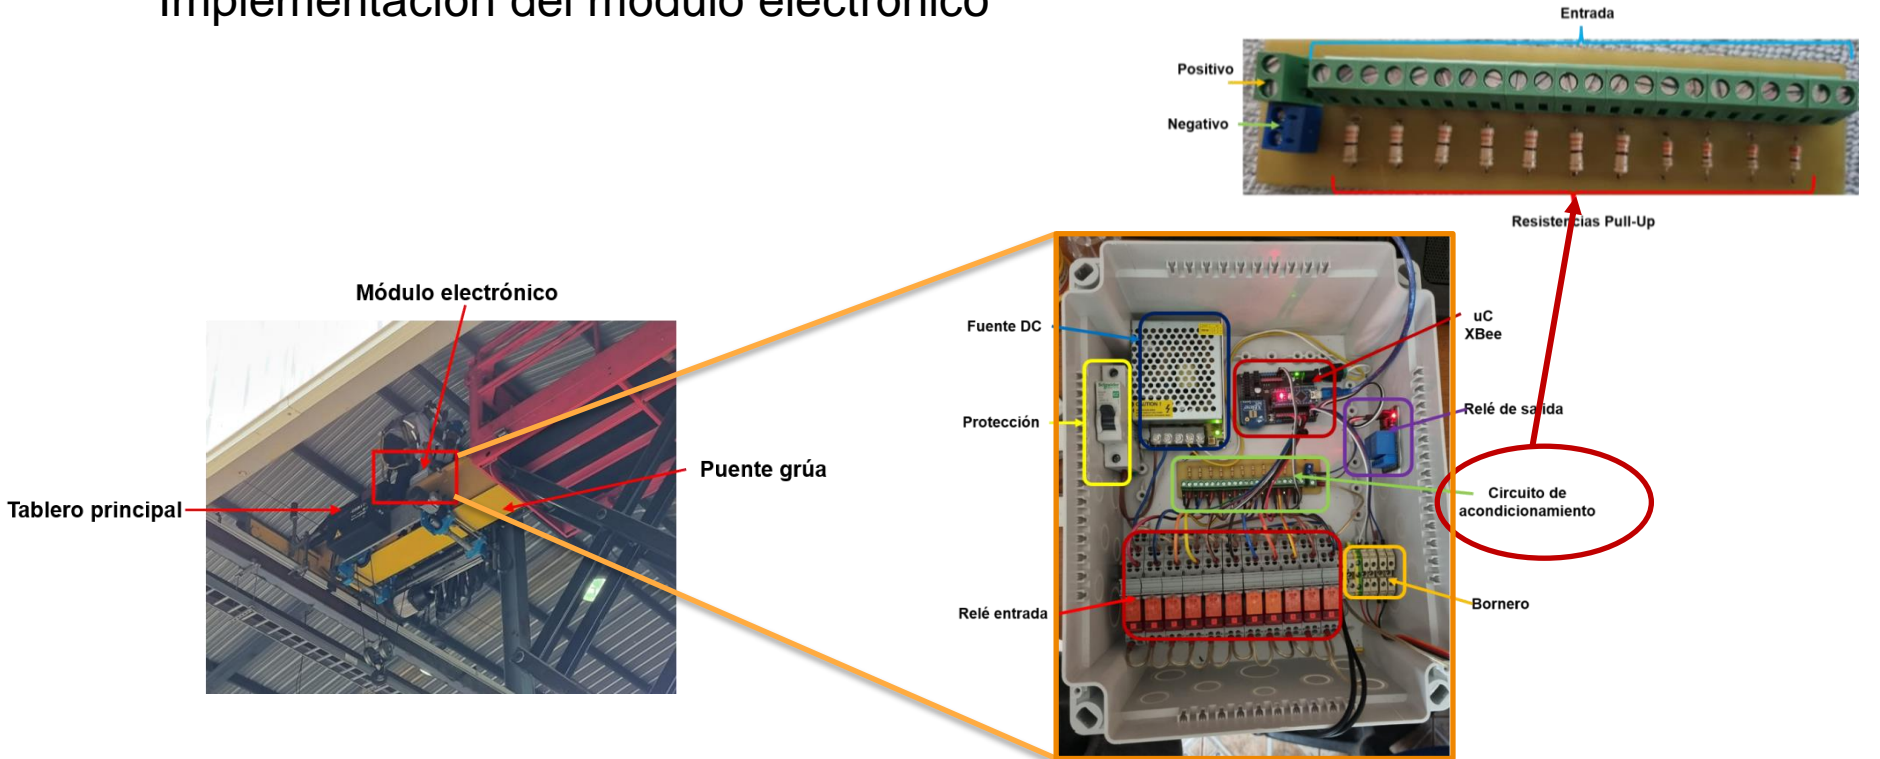 Implementación del módulo electrónico
Entrada
Positivo
Negativo
Resistencias Pull-Up
Módulo electrónico
Puente grúa
Tablero principal
Fuente DC
Protección
Relé entrada
uC
XBee
Relé de salida
Circuito de
acondicionamiento
Bornero